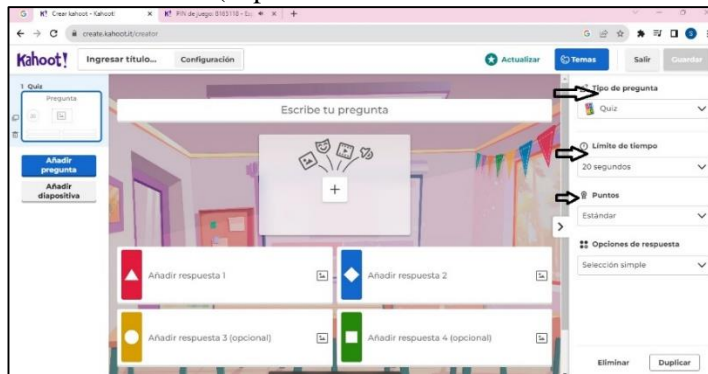 Kr Crear kahoot - Kahoot!
K! PIN de juego: 8165118 - Es
create.kahoot.it/creator
Kahoot!
Ingresar título...
Configuración
Actualizar
Temas
Salir
Guardar
1 Quiz
Pregunta
Añadir
pregunta
Añadir
diapositiva
Escribe tu pregunta
Añadir respuesta 1
Añadir respuesta 2
Añadir respuesta 3 (opcional)
Añadir respuesta 4 (opcional)
Tipo de pregunta
Quiz
Límite de tiempo
20 segundos
Puntos
Estándar
Opciones de respuesta
Selección simple
Eliminar
Duplicar